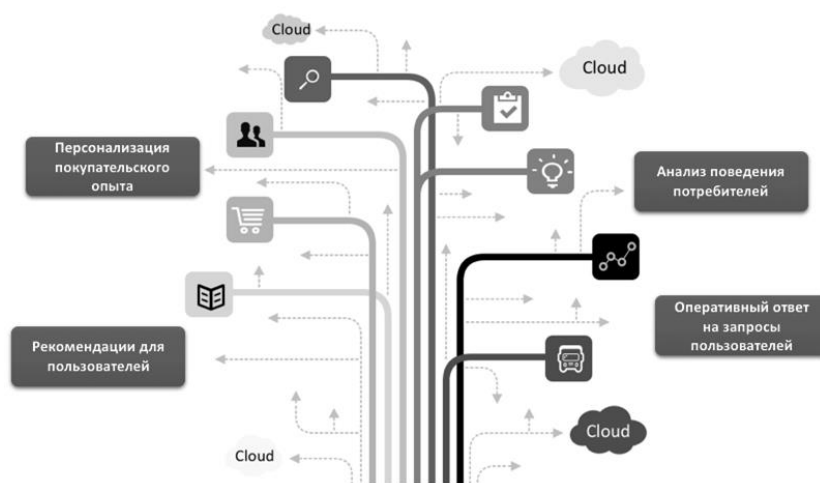 Cloud
Cloud
Персонализация
покупательского
опыта
Анализ поведения
потребителей
Оперативный ответ
на запросы
пользователей
Рекомендации для
пользователей
Cloud
Cloud